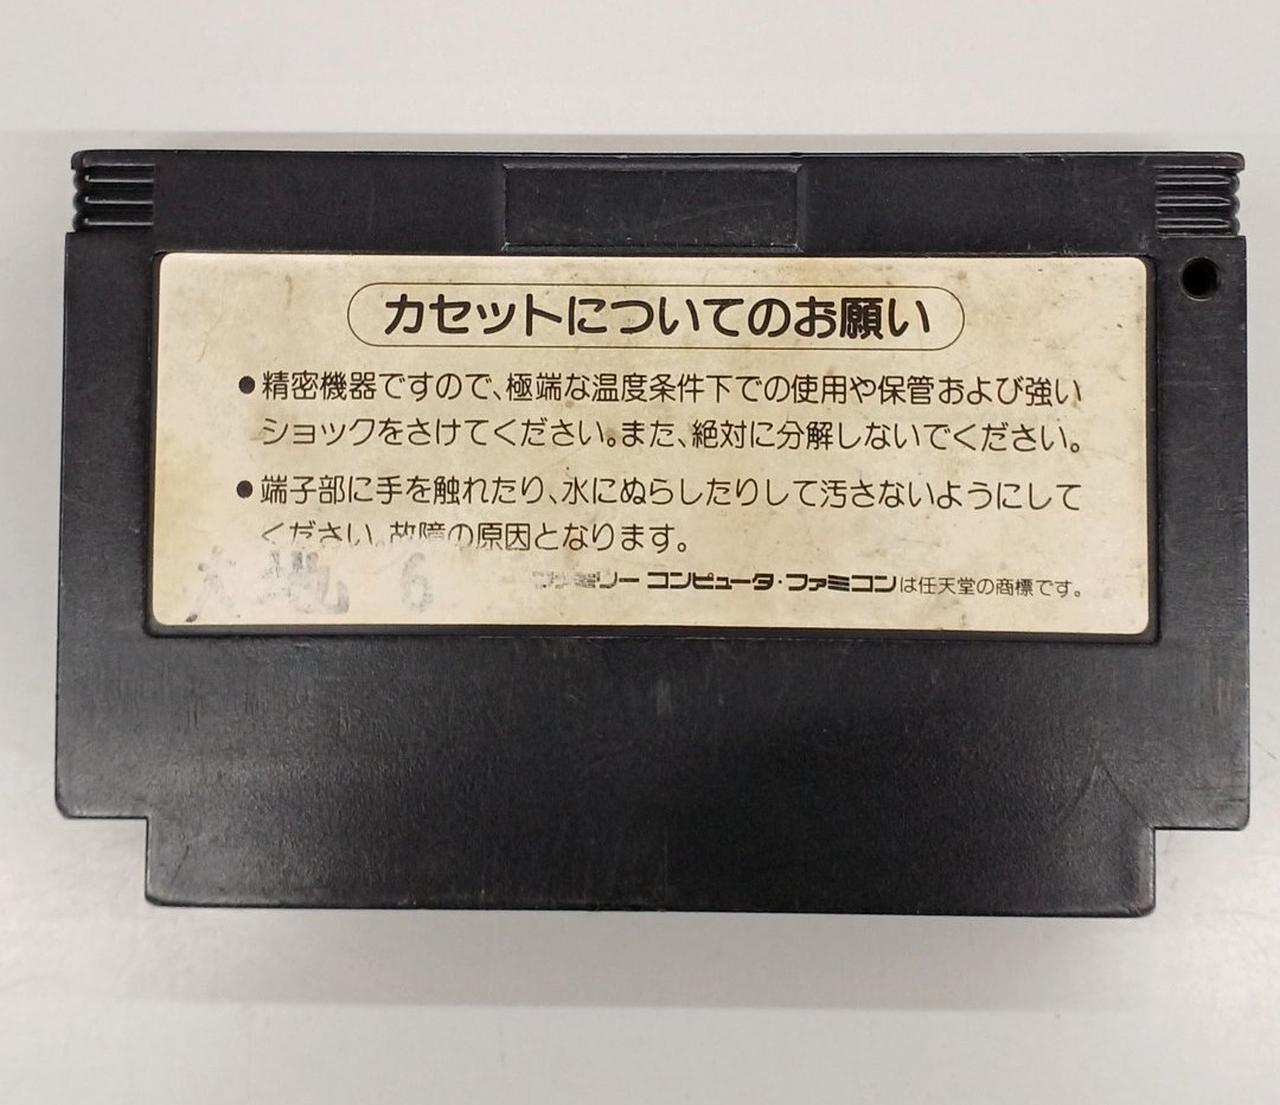 カセットについてのお願い
●精密機器ですので、極端な温度条件下での使用や保管および強い
ショックをさけてください。また、絶対に分解しないでください。
●端子部に手を触れたり、水にぬらしたりして汚さないようにして
ください。故障の原因となります。
6
ファミリー コンピュータ・ファミコンは任天堂の商標です。